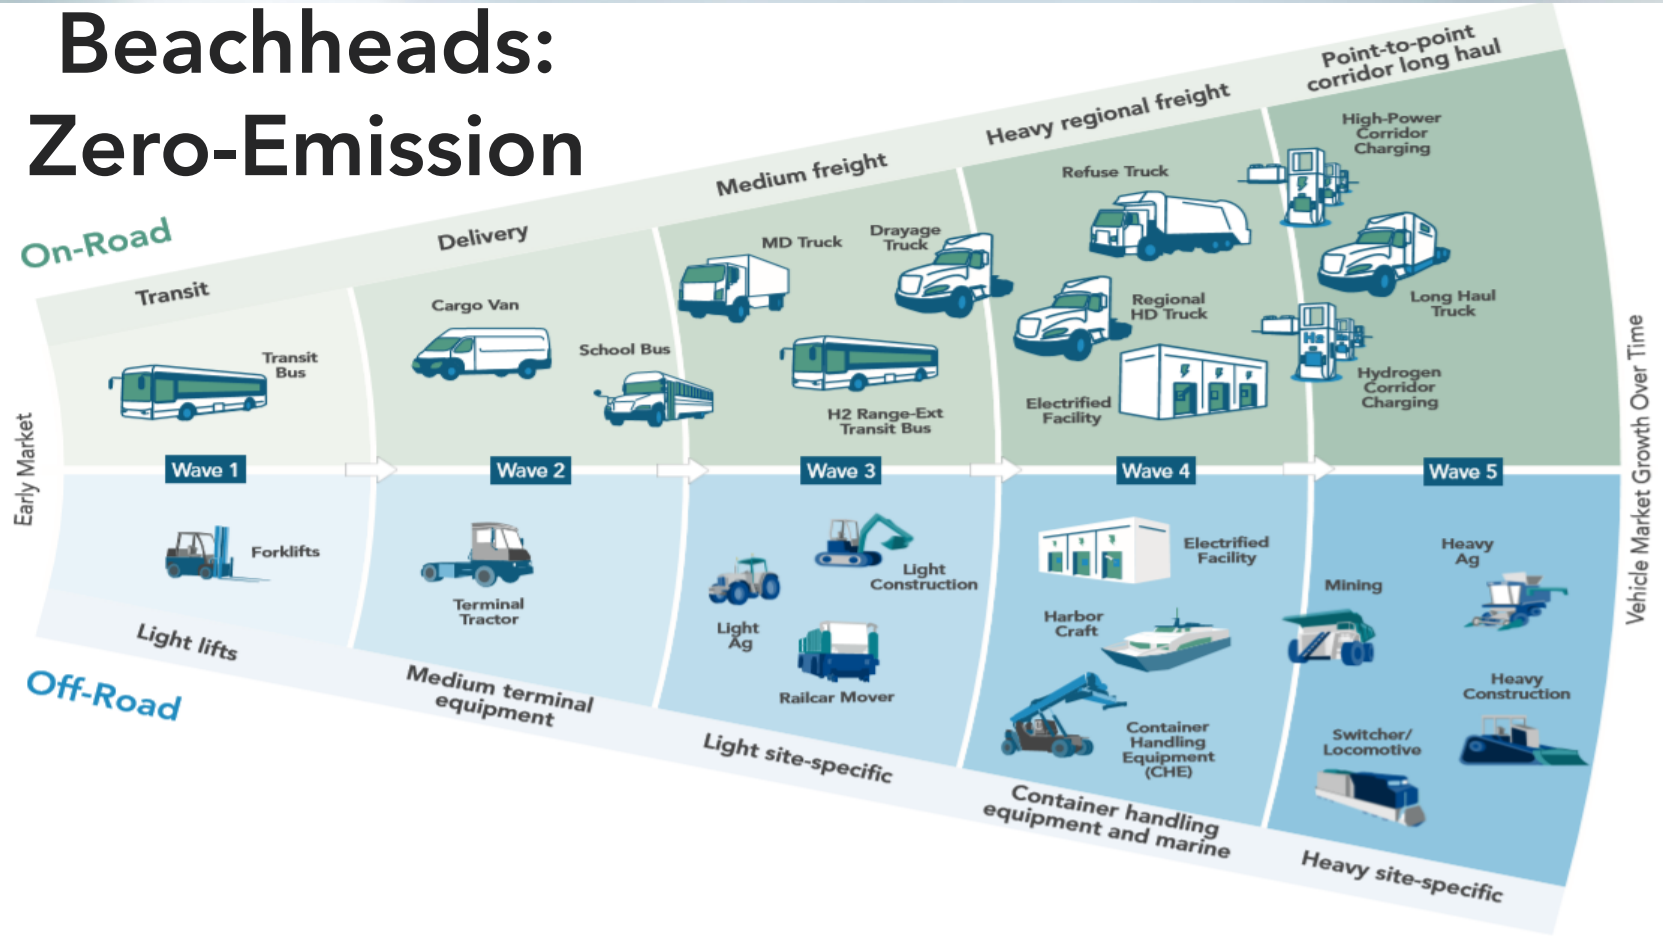 Beachheads:
Zero-Emission
On-Road
Transit
Delivery
Medium freight
Heavy regional freight
Point-to-point
corridor long haul
Transit
Bus
Cargo Van
School Bus
MD Truck
Drayage
Truck
H2 Range-Ext
Transit Bus
Refuse Truck
Regional
HD Truck
Electrified
Facility
High-Power
Corridor
Charging
Long Haul
Truck
H2
Hydrogen
Corridor
Charging
Early Market
Wave 1
Wave 2
Wave 3
Wave 4
Wave 5
Vehicle Market Growth Over Time
Forklifts
Terminal
Tractor
Light
Construction
Light
Ag
Railcar Mover
Electrified
Facility
Harbor
Craft
Container
Handling
Equipment
(CHE)
Heavy
Ag
Mining
Heavy
Construction
Switcher/
Locomotive
Off-Road
Light lifts
Medium terminal
equipment
Light site-specific
Container handling
equipment and marine
Heavy site-specific